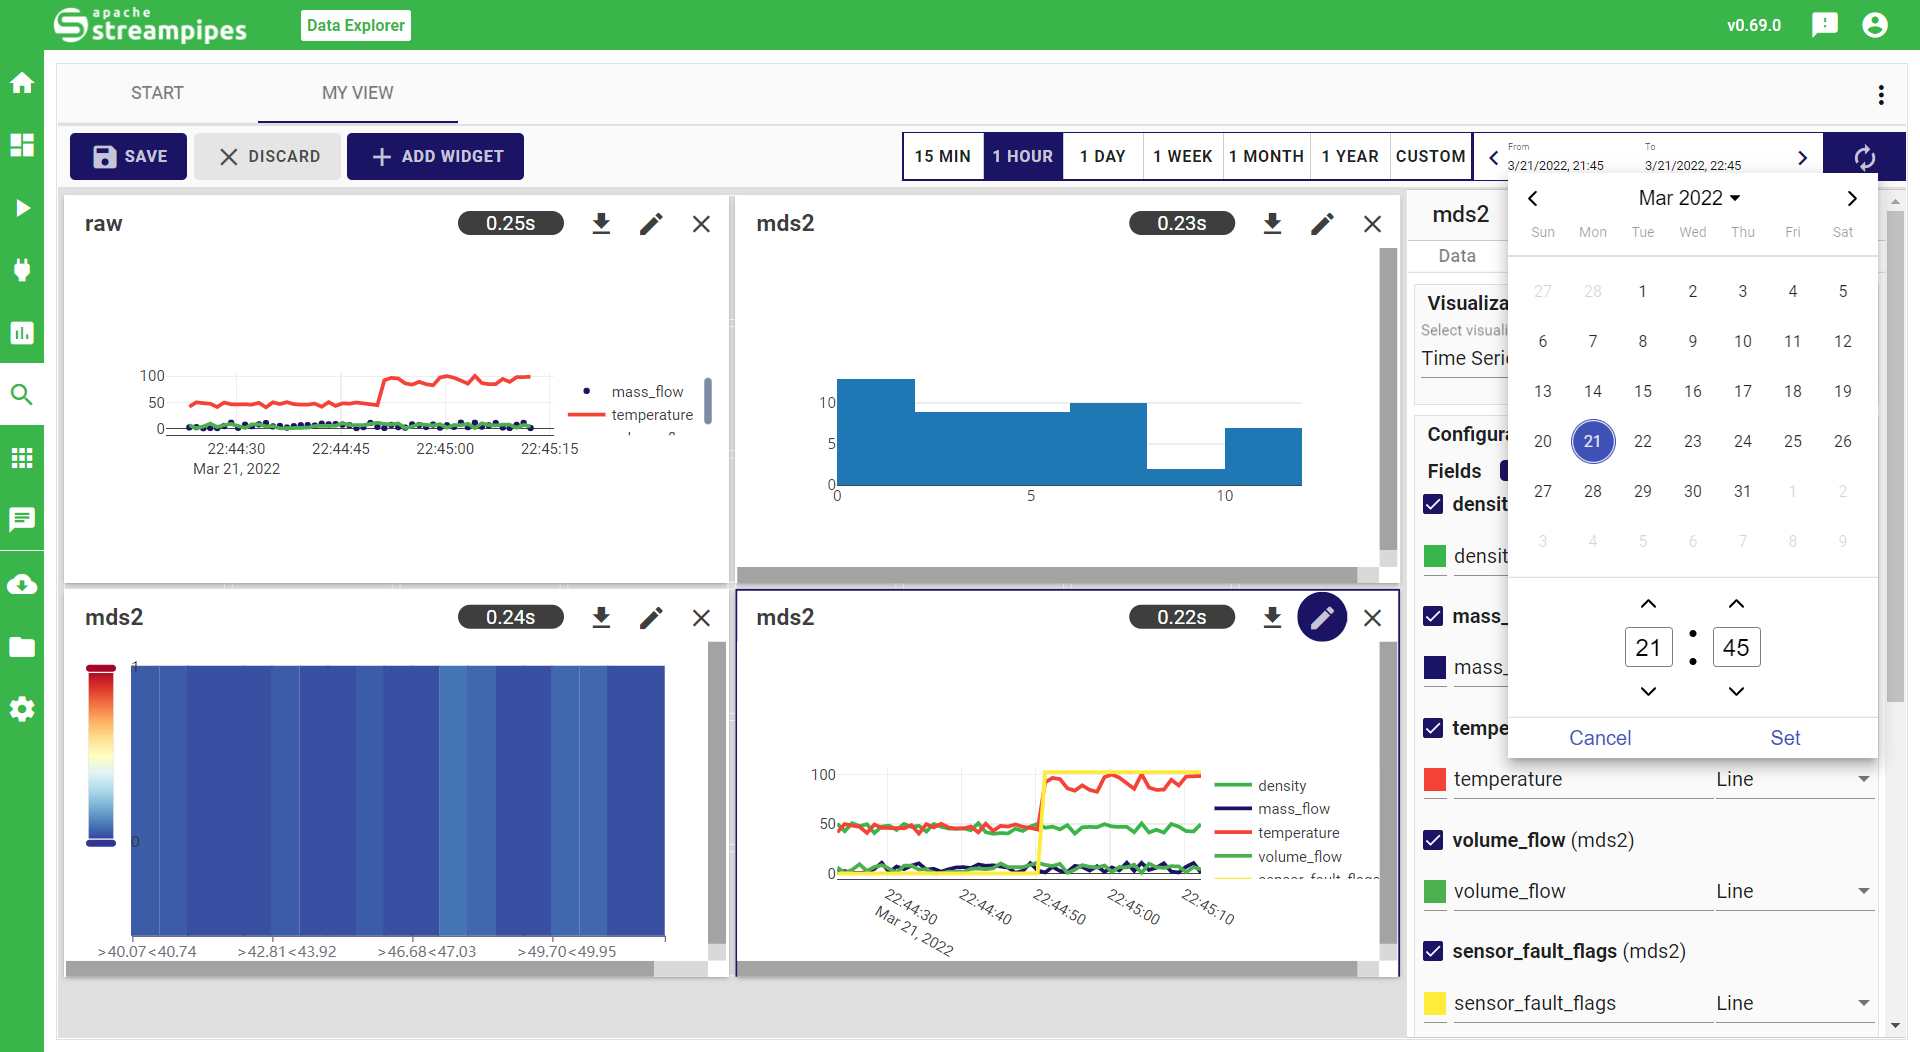 apache
streampipes
Data Explorer
v0.69.0
START
MY VIEW
SAVE
DISCARD
ADD WIDGET
15 MIN
1 HOUR
1 DAY
1 WEEK
1 MONTH
1 YEAR
CUSTOM
From
3/21/2022, 21:45
To
3/21/2022, 22:45
raw
0.25s
100
50
0
22:44:30
22:44:45
22:45:00
22:45:15
Mar 21, 2022
mass_flow
temperature
mds2
0.23s
10
5
0
0
5
10
mds2
0.24s
1
0
>40.07<40.74
>42.81<43.92
>46.68<47.03
>49.70<49.95
mds2
0.22s
100
50
0
22:44:30
22:44:40
22:44:50
22:45:00
22:45:10
Mar 21, 2022
density
mass_flow
temperature
volume_flow
sensor_fault_flags
mds2
Data
Visualiza
Select visuali
Time Seri
Configura
Fields
densit
densit
mass_
mass_
tempe
temperature
Line
volume_flow (mds2)
volume_flow
Line
sensor_fault_flags (mds2)
sensor_fault_flags
Line
Mar 2022
Sun Mon Tue Wed Thu Fri Sat
27 28 1 2 3 4 5
6 7 8 9 10 11 12
13 14 15 16 17 18 19
20 21 22 23 24 25 26
27 28 29 30 31 1 2
3 4 5 6 7 8 9
21 : 45
Cancel
Set